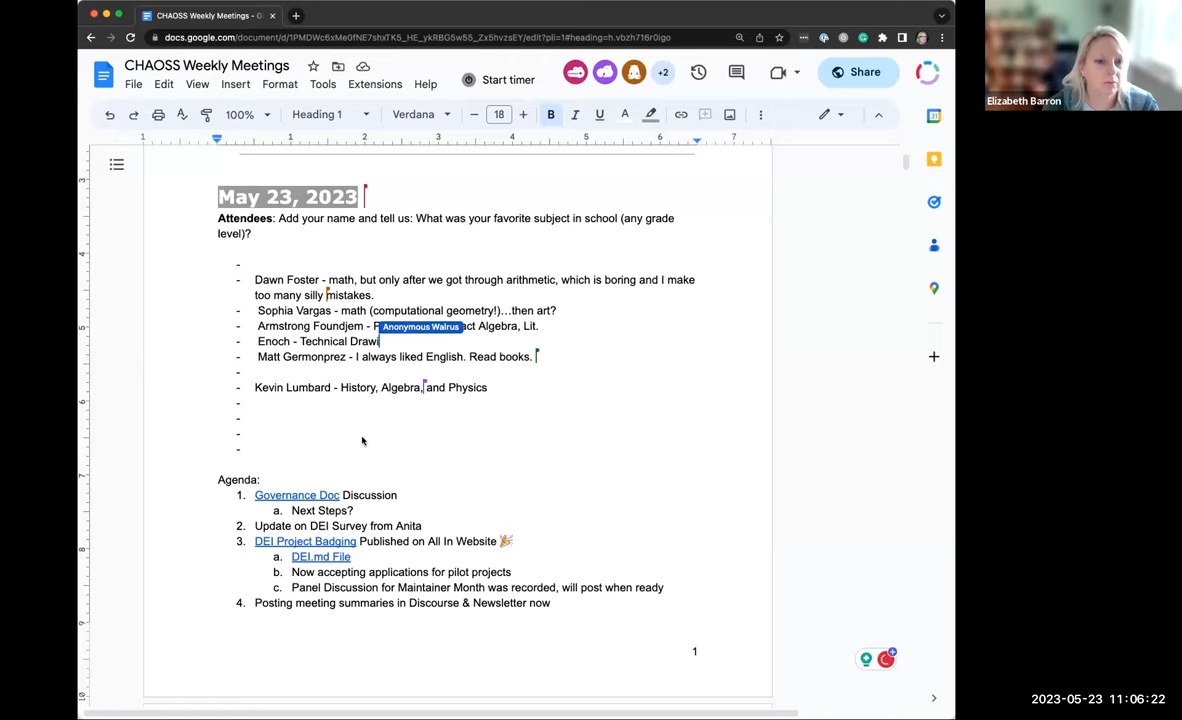 CHAOSS Weekly Meetings - G
docs.google.com/document/d/1PMDWc6xMe0fNE7shxTK5_HE_ykRBG5w55_Zx5hvzsEY/edit?pli=1#heading=h.vbzh716r0igo
CHAOSS Weekly Meetings
File Edit View Insert Format Tools Extensions Help
Start timer
+2
Share
Elizabeth Barron
100% Heading 1 Verdana 18
1 1 2 3 4 5 6 7
May 23, 2023
Attendees: Add your name and tell us: What was your favorite subject in school (any grade
level)?
-
- Dawn Foster - math, but only after we got through arithmetic, which is boring and I make
too many silly mistakes.
- Sophia Vargas - math (computational geometry!)…then art?
- Armstrong Foundjem - Algebra, Lit.
Anonymous Walrus
- Enoch - Technical Drawi
- Matt Germonprez - I always liked English. Read books.
-
- Kevin Lumbard - History, Algebra, and Physics
-
-
-
-
Agenda:
1. Governance Doc Discussion
a. Next Steps?
2. Update on DEI Survey from Anita
3. DEI Project Badging Published on All In Website 🎉
a. DEI.md File
b. Now accepting applications for pilot projects
c. Panel Discussion for Maintainer Month was recorded, will post when ready
4. Posting meeting summaries in Discourse & Newsletter now
1
2023-05-23 11:06:22